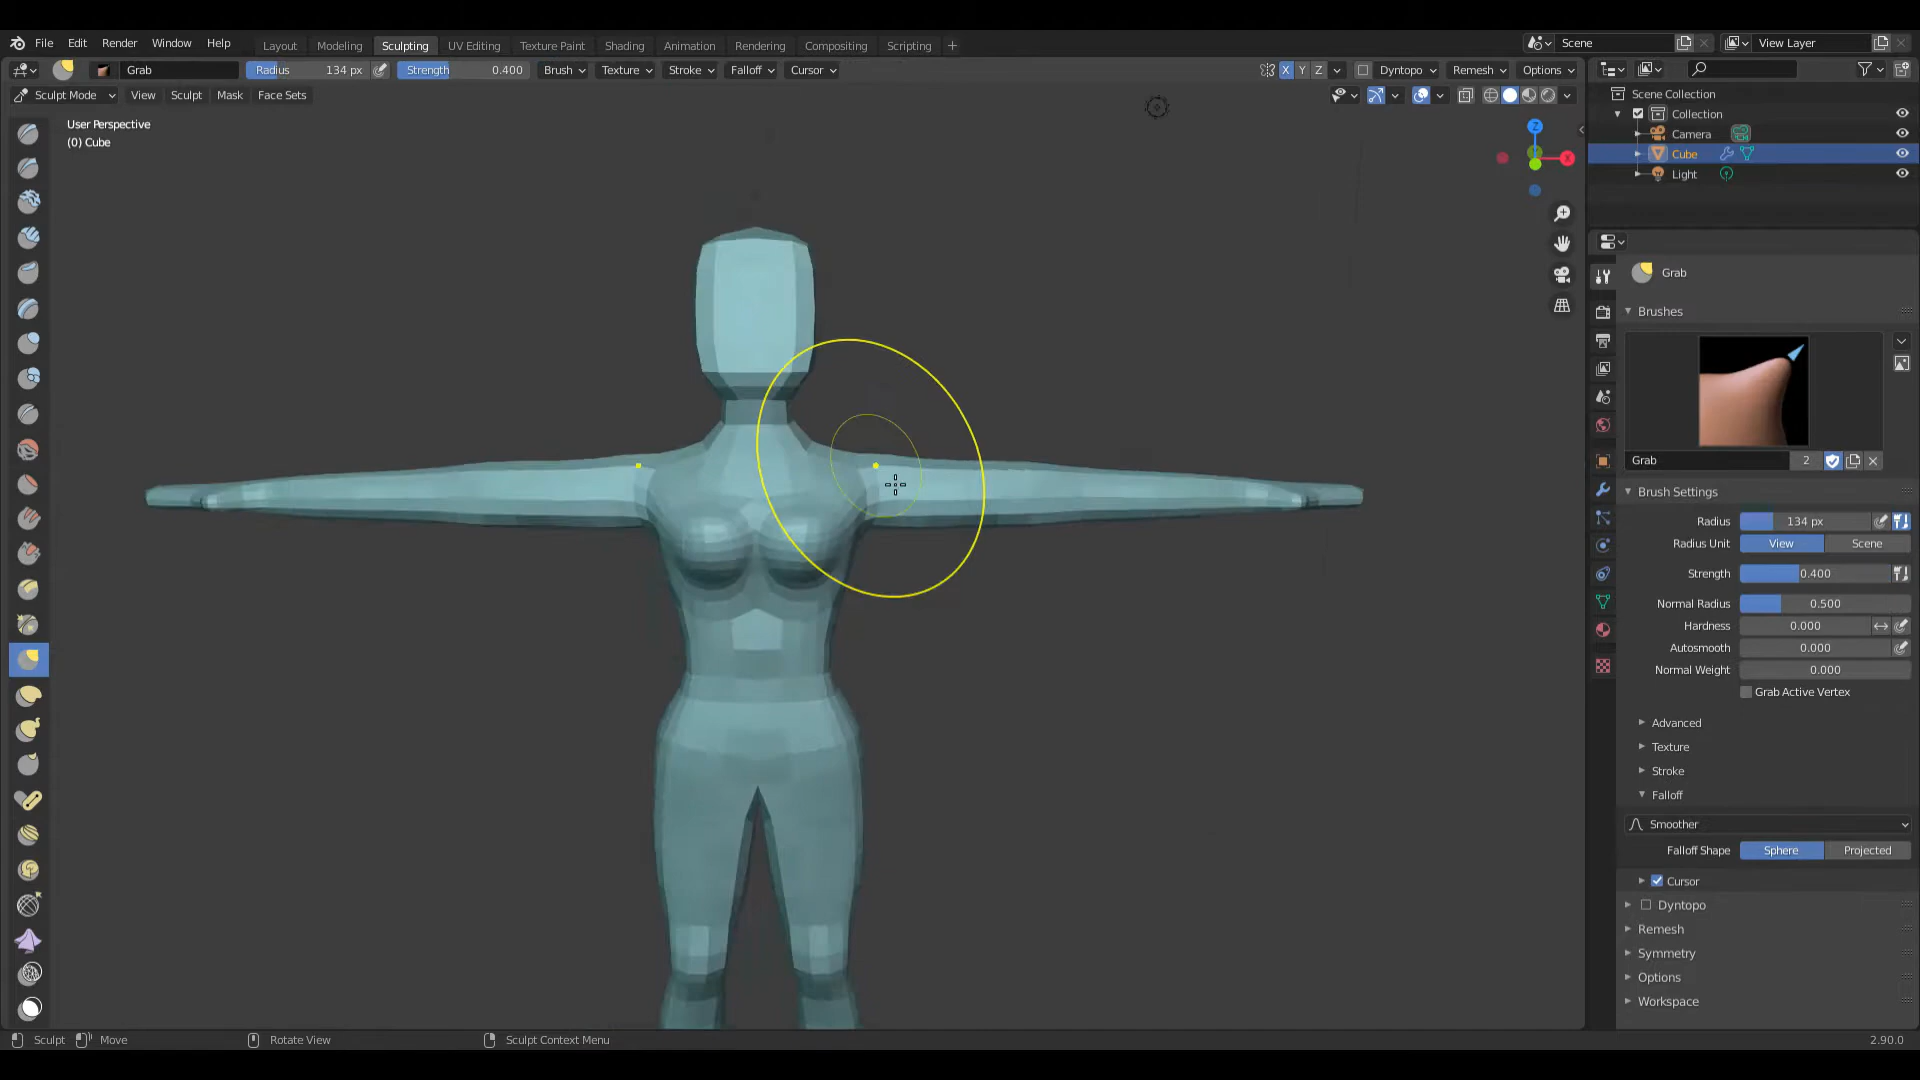 File Edit Render Window Help Layout Modeling Sculpting UV Editing Texture Paint Shading Animation Rendering Compositing Scripting + Scene View Layer
Grab Radius 134 px Strength 0.400 Brush Texture Stroke Falloff Cursor X Y Z Dyntopo Remesh Options
Sculpt Mode View Sculpt Mask Face Sets
User Perspective
(0) Cube
Z
X
Scene Collection
Collection
Camera
Cube
Light
Grab
Brushes
Grab 2
Brush Settings
Radius 134 px
Radius Unit View Scene
Strength 0.400
Normal Radius 0.500
Hardness 0.000
Autosmooth 0.000
Normal Weight 0.000
Grab Active Vertex
Advanced
Texture
Stroke
Falloff
Smoother
Falloff Shape Sphere Projected
Cursor
Dyntopo
Remesh
Symmetry
Options
Workspace
Sculpt Move Rotate View Sculpt Context Menu 2.90.0